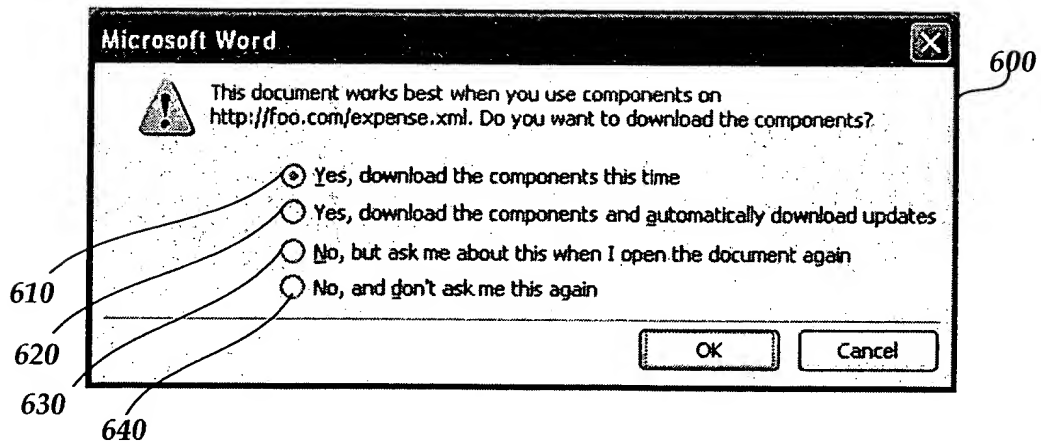 Microsoft Word
600
This document works best when you use components on
http://foo.com/expense.xml. Do you want to download the components?
Yes, download the components this time
Yes, download the components and automatically download updates
No, but ask me about this when I open the document again
No, and don't ask me this again
610
620
OK
Cancel
630
640